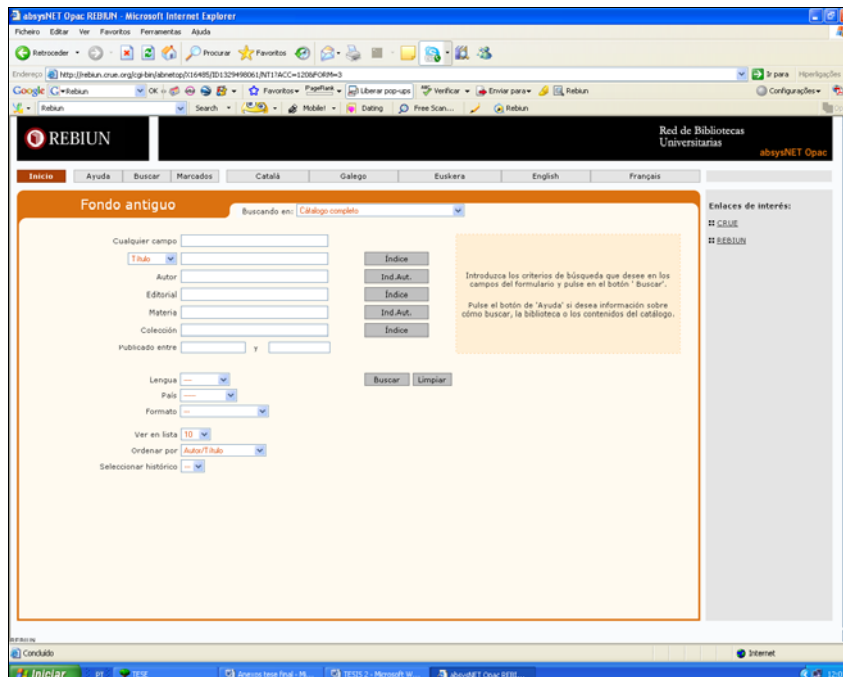 absysNET Opac REBIUN - Microsoft Internet Explorer
Ficheiro Editar Ver Favoritos Ferramentas Ajuda
Retroceder Procurar Favoritos
Endereço http://rebiun.crue.org/cgi-bin/abnetop/X16485/ID1329498061/NT1?ACC=120&FORM=3 Ir para Hiperligações
Google Rebiun OK Favoritos PageRank Liberar pop-ups Verificar Enviar para Rebiun Configurações
Rebiun Search Mobile! Dating Free Scan... Rebiun
REBIUN
Red de Bibliotecas
Universitarias
absysNET Opac
Inicio Ayuda Buscar Marcados Català Galego Euskera English Français
Fondo antiguo
Buscando en: Cátalogo completo
Enlaces de interés:
CRUE
REBIUN
Cualquier campo
Título Índice
Autor Ind.Aut.
Editorial Índice
Materia Ind.Aut.
Colección Índice
Publicado entre y
Introduzca los criterios de búsqueda que desee en los
campos del formulario y pulse en el botón ' Buscar'.
Pulse el botón de 'Ayuda' si desea información sobre
cómo buscar, la biblioteca o los contenidos del catálogo.
Lengua --- Buscar Limpiar
País -----
Formato --
Ver en lista 10
Ordenar por Autor/Título
Seleccionar histórico --
Concluído Internet
Iniciar PT TESE Anexos tese final - Mi... TESIS 2 - Microsoft W... absysNET Opac REBI... 12:0